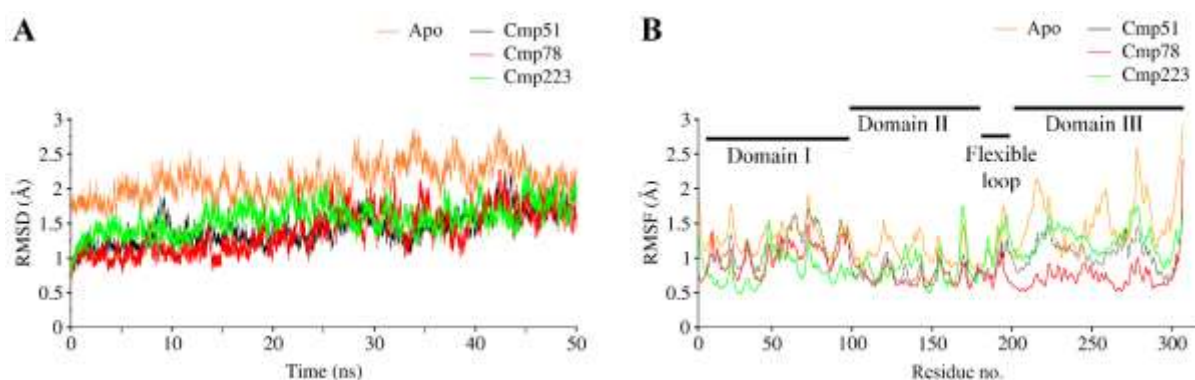 A
Apo
Cmp51
Cmp78
Cmp223
RMSD (Å)
3
2.5
2
1.5
1
0.5
0
0
10
20
30
40
50
Time (ns)
B
Apo
Cmp51
Cmp78
Cmp223
Domain I
Domain II
Flexible
loop
Domain III
RMSF (Å)
3
2.5
2
1.5
1
0.5
0
0
50
100
150
200
250
300
Residue no.